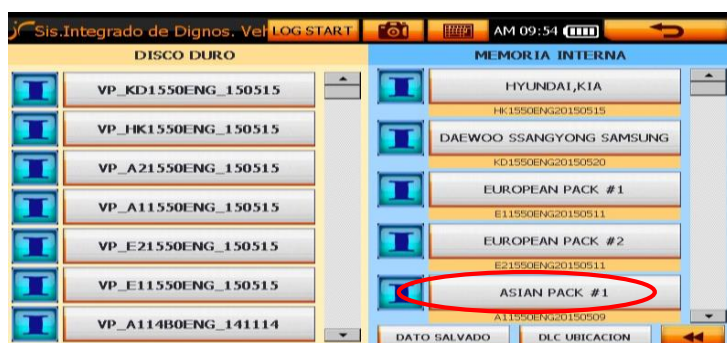 Sis.Integrado de Dignos. Veh LOG START AM 09:54
DISCO DURO
VP_KD1550ENG_150515
VP_HK1550ENG_150515
VP_A21550ENG_150515
VP_A11550ENG_150515
VP_E21550ENG_150515
VP_E11550ENG_150515
VP_A114B0ENG_141114
MEMORIA INTERNA
HYUNDAI,KIA
HK1550ENG20150515
DAEWOO SSANGYONG SAMSUNG
KD1550ENG20150520
EUROPEAN PACK #1
E11550ENG20150511
EUROPEAN PACK #2
E21550ENG20150511
ASIAN PACK #1
A11550ENG20150509
DATO SALVADO
DLC UBICACION